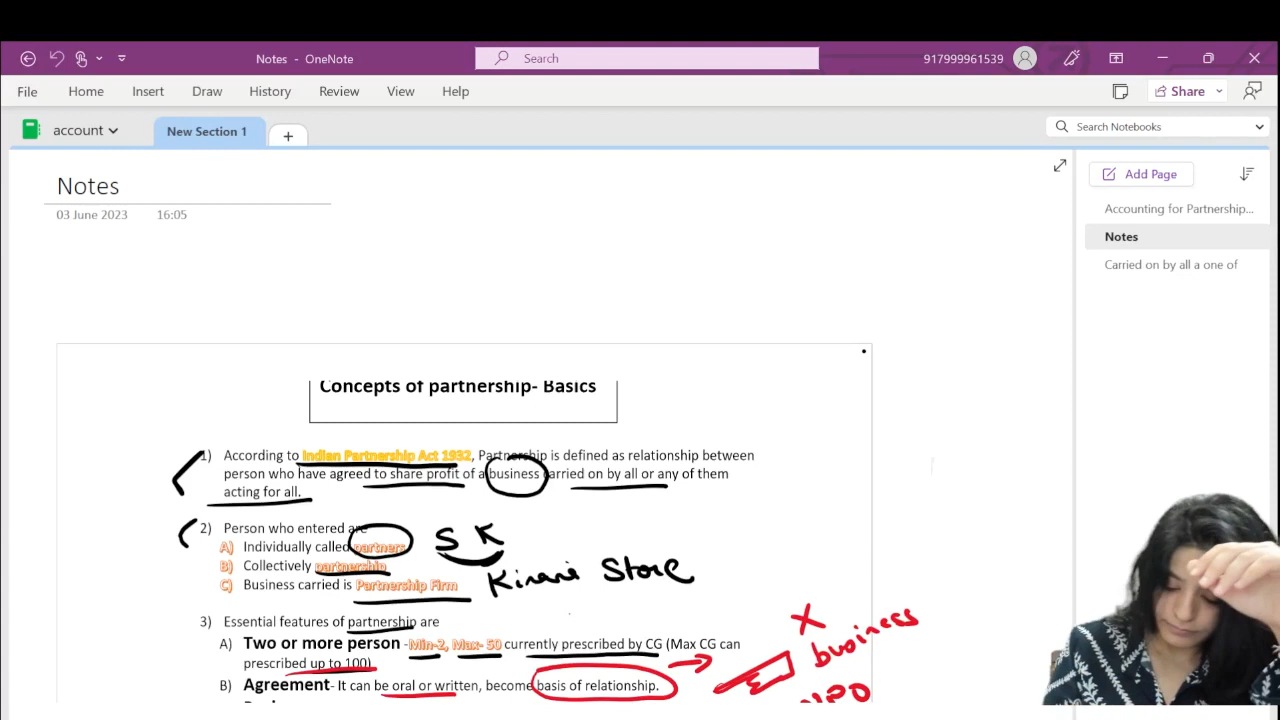 Notes - OneNote
Search
917999961539
File Home Insert Draw History Review View Help
Share
account
New Section 1
+
Search Notebooks
Notes
03 June 2023 16:05
Add Page
Accounting for Partnership...
Notes
Carried on by all a one of
Concepts of partnership- Basics
1) According to Indian Partnership Act 1932, Partnership is defined as relationship between
person who have agreed to share profit of a business carried on by all or any of them
acting for all.
2) Person who entered are
A) Individually called partners
S K
B) Collectively partnership
Kirana Store
C) Business carried is Partnership Firm
3) Essential features of partnership are
A) Two or more person -Min-2, Max- 50 currently prescribed by CG (Max CG can
prescribed up to 100)
X business
B) Agreement- It can be oral or written, become basis of relationship.